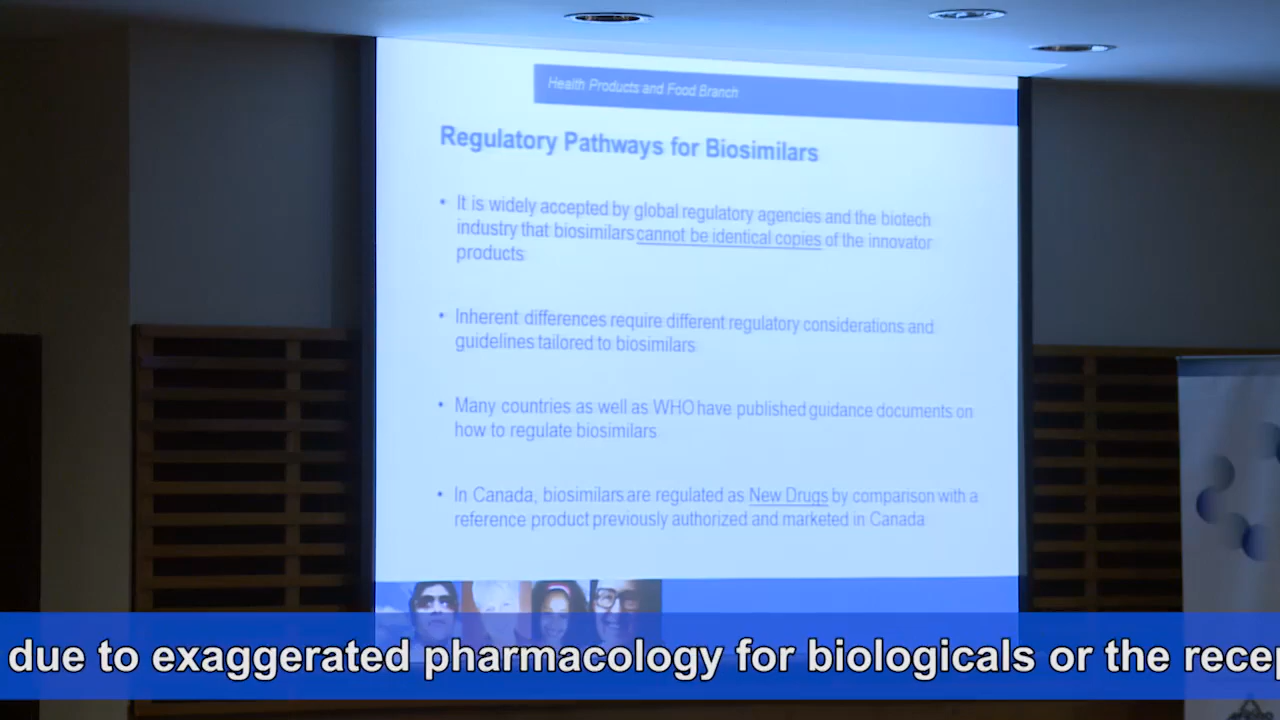 Health Products and Food Branch
Regulatory Pathways for Biosimilars
• It is widely accepted by global regulatory agencies and the biotech
industry that biosimilars cannot be identical copies of the innovator
products
• Inherent differences require different regulatory considerations and
guidelines tailored to biosimilars
• Many countries as well as WHO have published guidance documents on
how to regulate biosimilars
• In Canada, biosimilars are regulated as New Drugs by comparison with a
reference product previously authorized and marketed in Canada
due to exaggerated pharmacology for biologicals or the rece